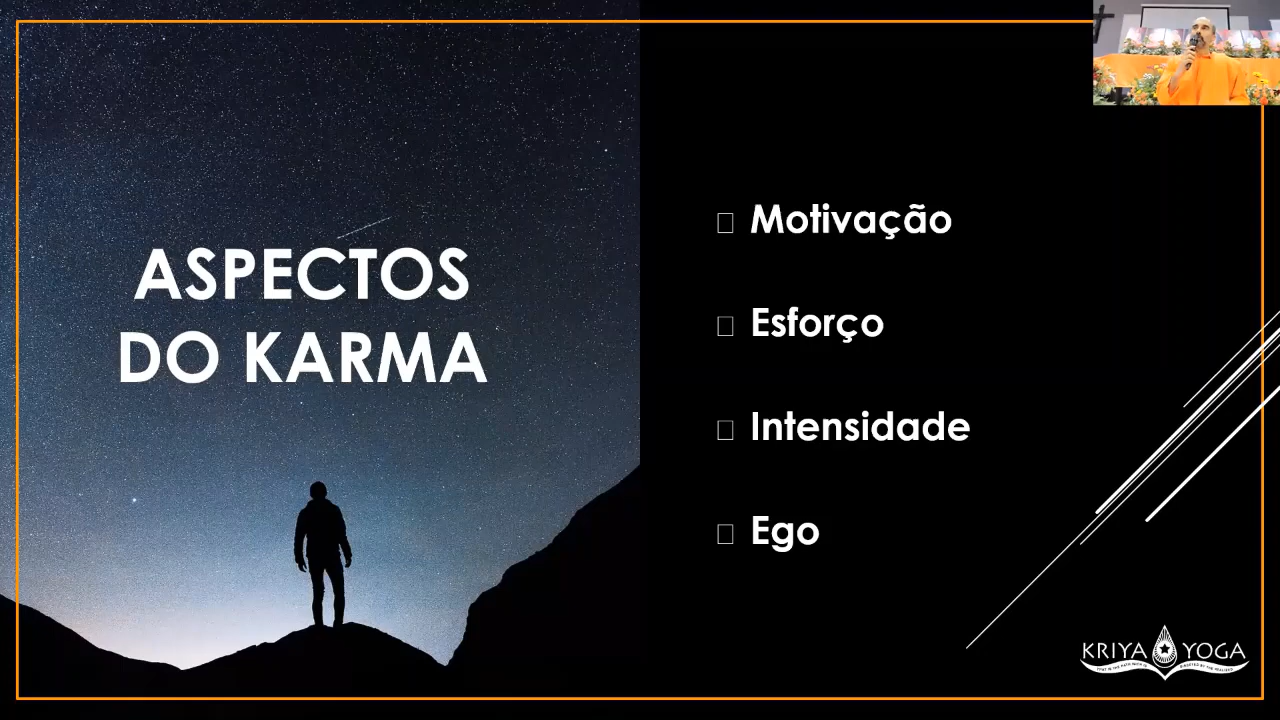 ASPECTOS
DO KARMA
Motivação
Esforço
Intensidade
Ego
KRIYA YOGA